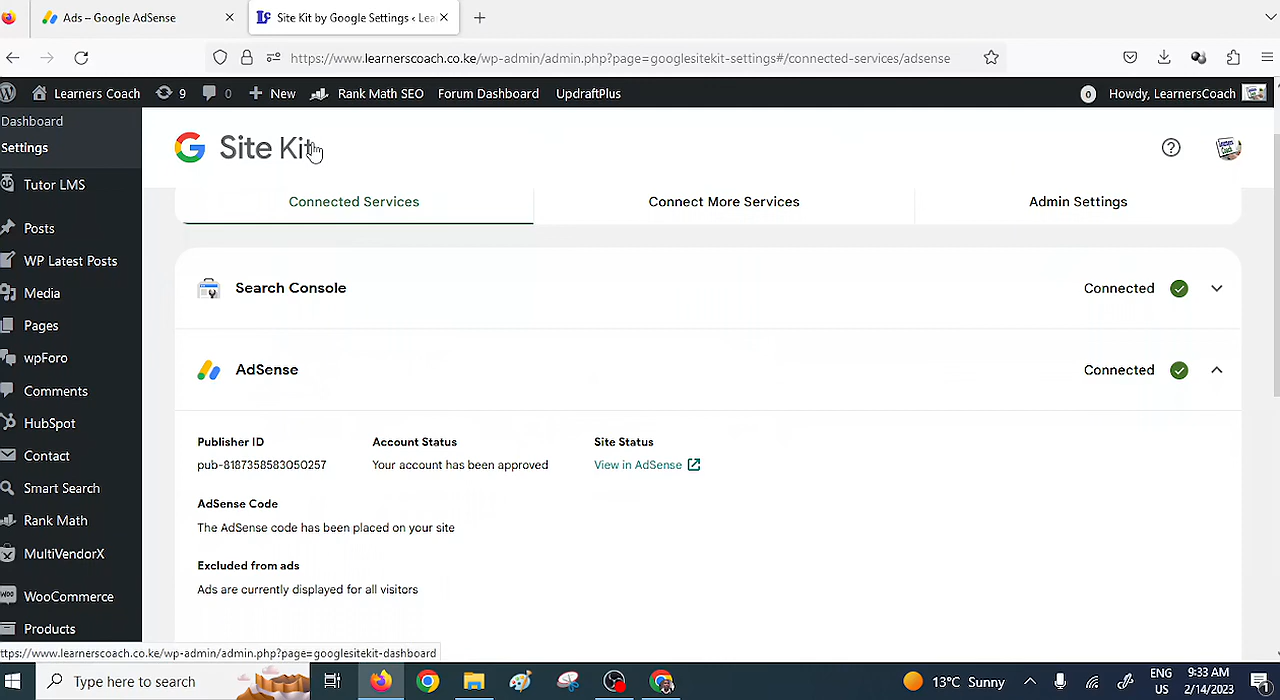 Ads – Google AdSense
Site Kit by Google Settings ‹ Lea
https://www.learnerscoach.co.ke/wp-admin/admin.php?page=googlesitekit-settings#/connected-services/adsense
Learners Coach 9 0 New Rank Math SEO Forum Dashboard UpdraftPlus 0 Howdy, LearnersCoach
Dashboard
Settings
Tutor LMS
Posts
WP Latest Posts
Media
Pages
wpForo
Comments
HubSpot
Contact
Smart Search
Rank Math
MultiVendorX
WooCommerce
Products
G Site Kit
Connected Services Connect More Services Admin Settings
Search Console Connected
AdSense Connected
Publisher ID Account Status Site Status
pub-8187358583050257 Your account has been approved View in AdSense
AdSense Code
The AdSense code has been placed on your site
Excluded from ads
Ads are currently displayed for all visitors
ttps://www.learnerscoach.co.ke/wp-admin/admin.php?page=googlesitekit-dashboard
Type here to search
13°C Sunny
ENG
US
9:33 AM
2/14/2023
1